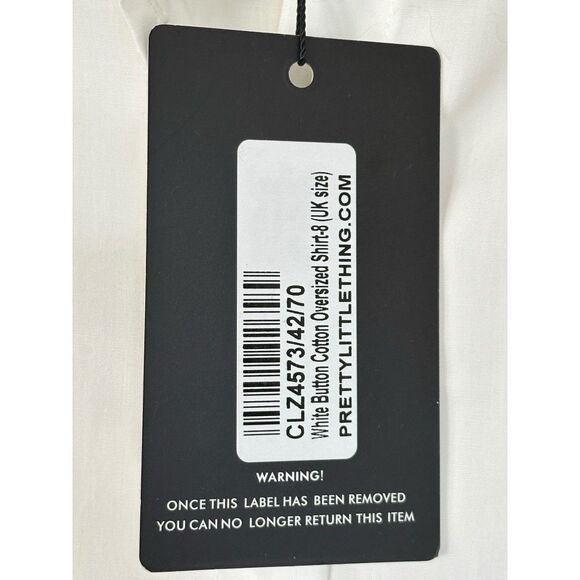 CLZ4573/42/70
White Button Cotton Oversized Shirt-8 (UK size)
PRETTYLITTLETHING.COM
WARNING!
ONCE THIS LABEL HAS BEEN REMOVED
YOU CAN NO LONGER RETURN THIS ITEM